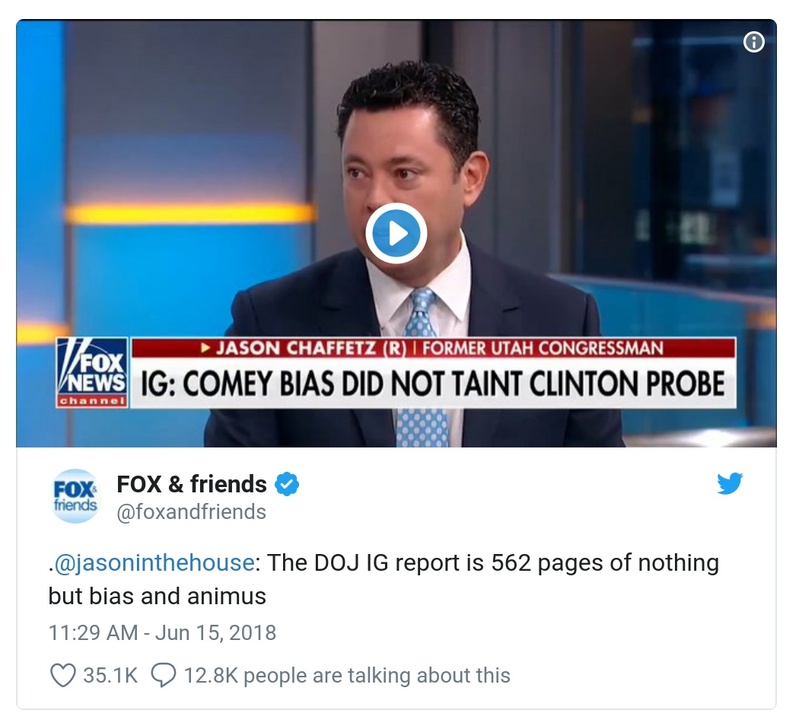 ▸ JASON CHAFFETZ (R) | FORMER UTAH CONGRESSMAN
FOX
NEWS
channel
IG: COMEY BIAS DID NOT TAINT CLINTON PROBE
FOX&
friends
FOX & friends
@foxandfriends
.@jasoninthehouse: The DOJ IG report is 562 pages of nothing
but bias and animus
11:29 AM - Jun 15, 2018
35.1K 12.8K people are talking about this